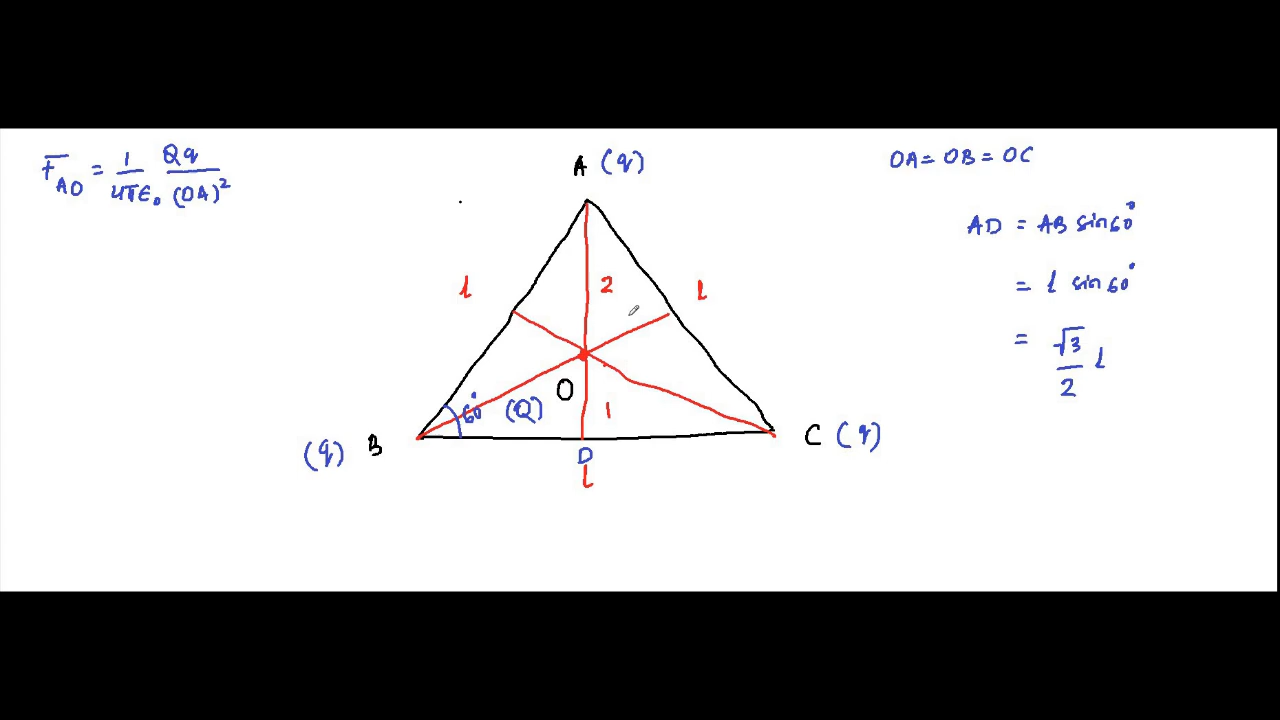 F_AO = 1/4πϵ₀ Qq/(OA)²
A (q)
OA = OB = OC
AD = AB sin60°
= l sin60°
= √3/2 l
l
2
l
O
60°
(Q)
1
(q) B
C (q)
D
l